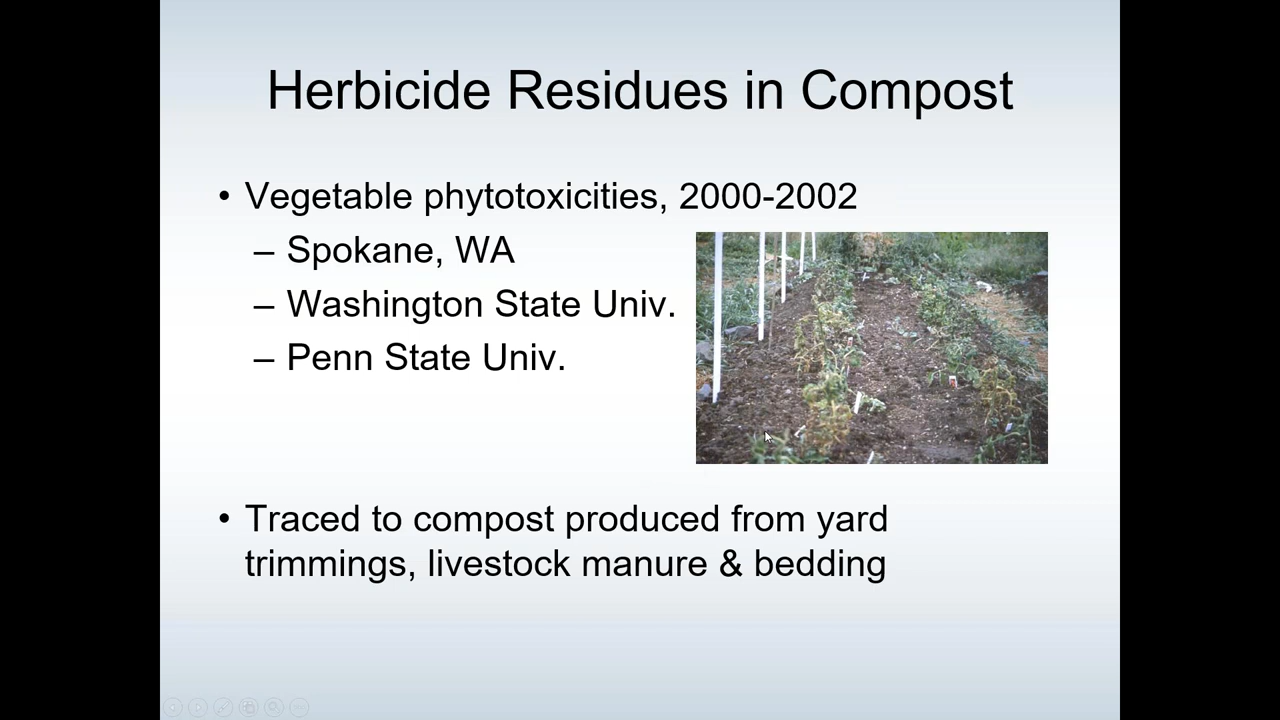 Herbicide Residues in Compost
• Vegetable phytotoxicities, 2000-2002
– Spokane, WA
– Washington State Univ.
– Penn State Univ.
• Traced to compost produced from yard
trimmings, livestock manure & bedding